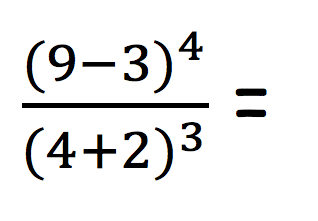 (9−3)⁴
(4+2)³ =